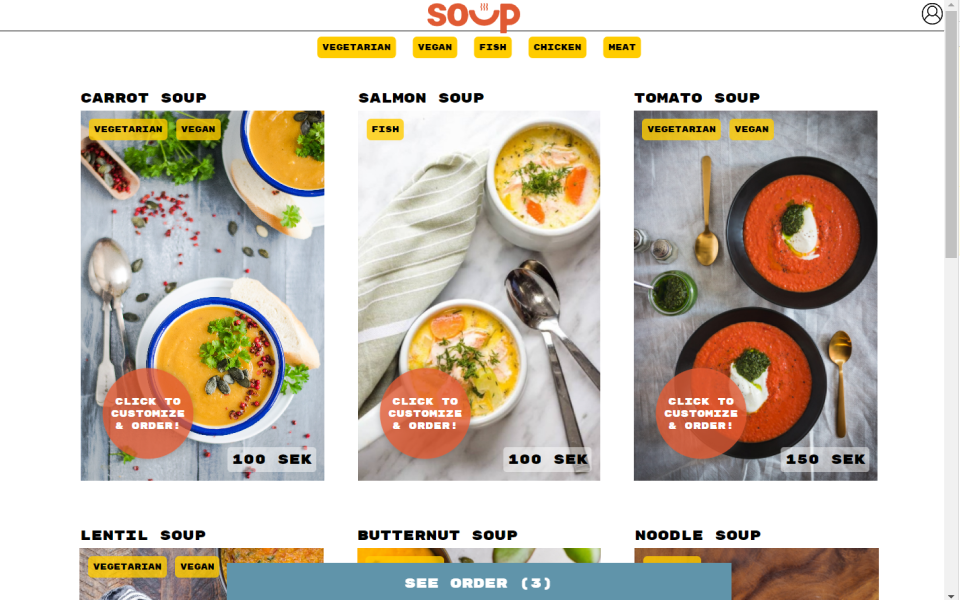 soup
VEGETARIAN VEGAN FISH CHICKEN MEAT
CARROT SOUP
VEGETARIAN VEGAN
CLICK TO
CUSTOMIZE
& ORDER!
100 SEK
SALMON SOUP
FISH
CLICK TO
CUSTOMIZE
& ORDER!
100 SEK
TOMATO SOUP
VEGETARIAN VEGAN
CLICK TO
CUSTOMIZE
& ORDER!
150 SEK
LENTIL SOUP
VEGETARIAN VEGAN
BUTTERNUT SOUP
NOODLE SOUP
SEE ORDER (3)